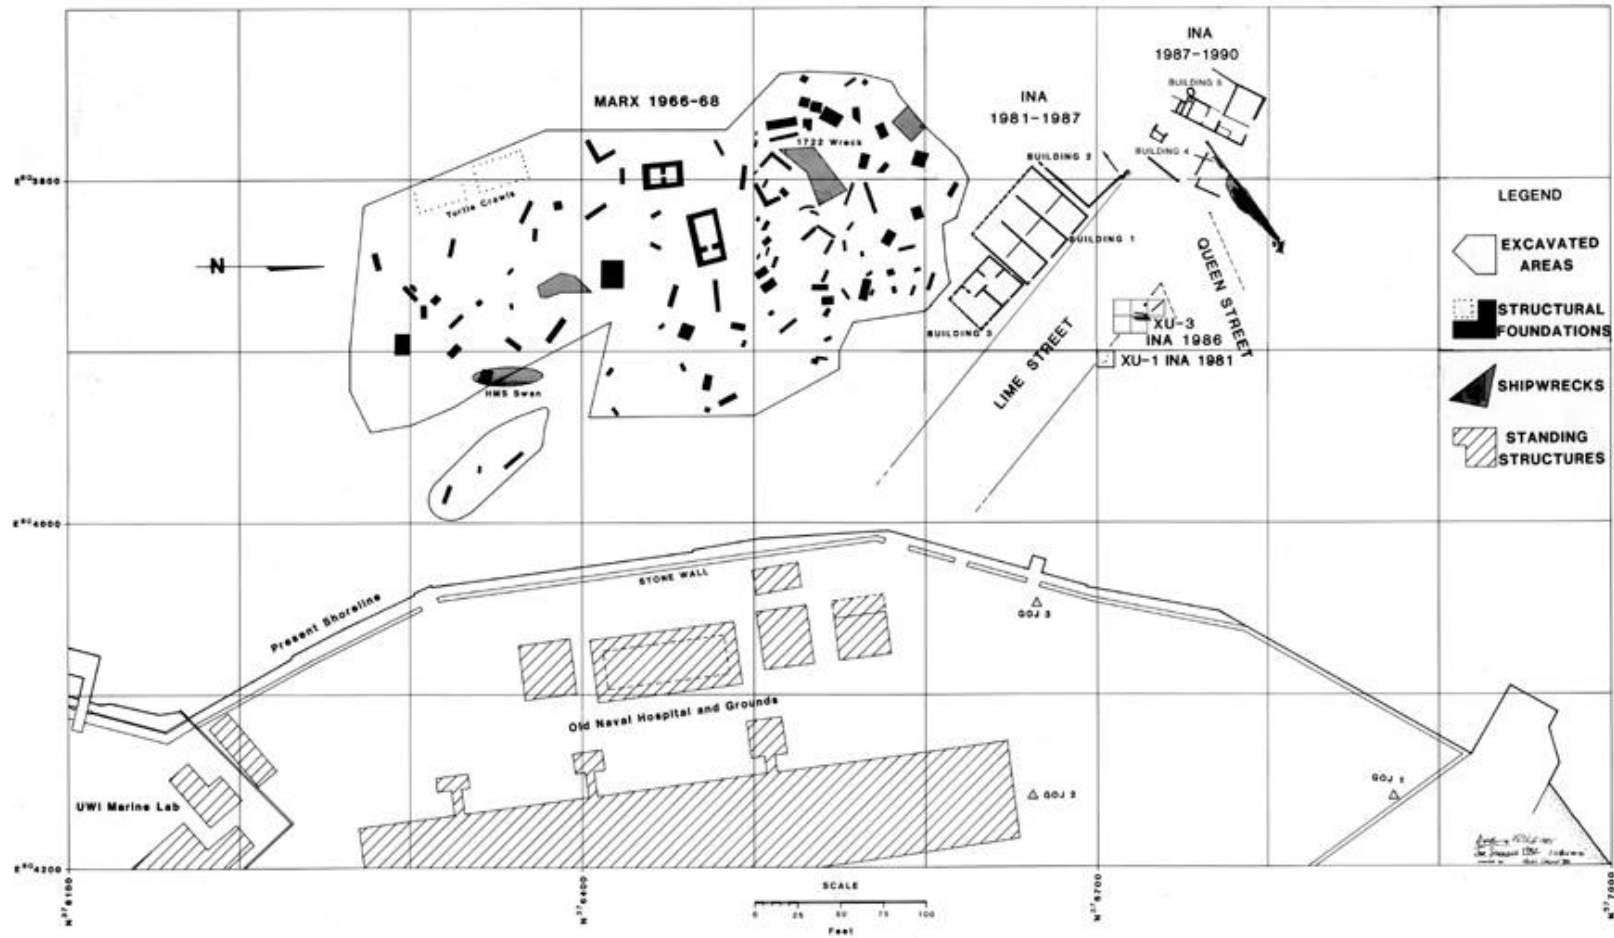 INA
1987-1990
BUILDING 5
MARX 1966-68
INA
1981-1987
1722 Wreck
BUILDING 2
BUILDING 4
E⁸⁰3800
Turtle Crawls
LEGEND
BUILDING 1
EXCAVATED
AREAS
N
QUEEN STREET
STRUCTURAL
FOUNDATIONS
BUILDING 3
XU-3
INA 1986
LIME STREET
XU-1 INA 1981
HMS Swan
SHIPWRECKS
STANDING
STRUCTURES
E⁸⁰4000
STONE WALL
Present Shoreline
GOJ 3
Old Naval Hospital and Grounds
UWI Marine Lab
GOJ 2
GOJ 1
E⁸⁰4200
SCALE
0 25 50 75 100
Feet